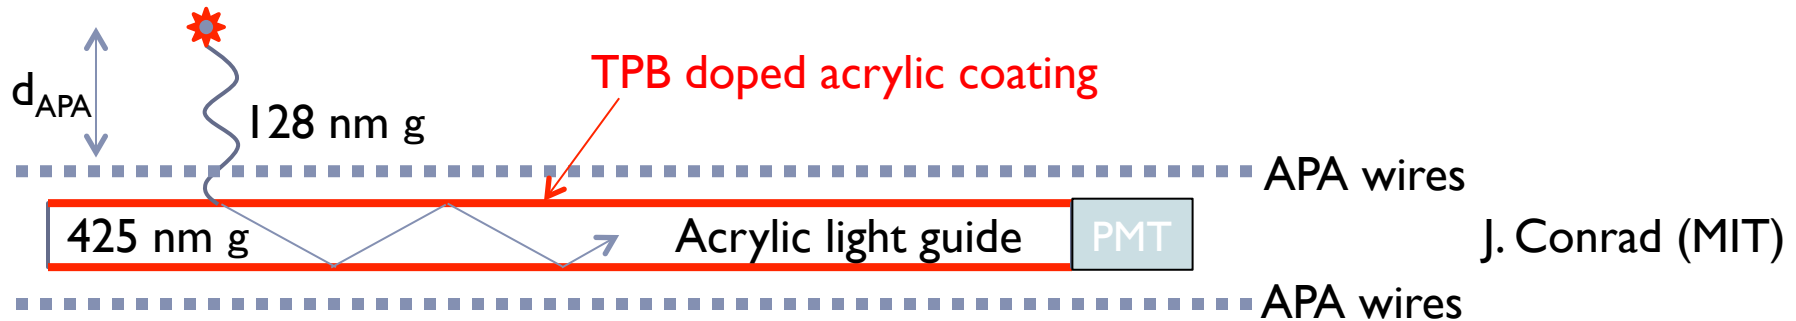 TPB doped acrylic coating
dAPA
128 nm g
APA wires
425 nm g
Acrylic light guide
PMT
J. Conrad (MIT)
APA wires